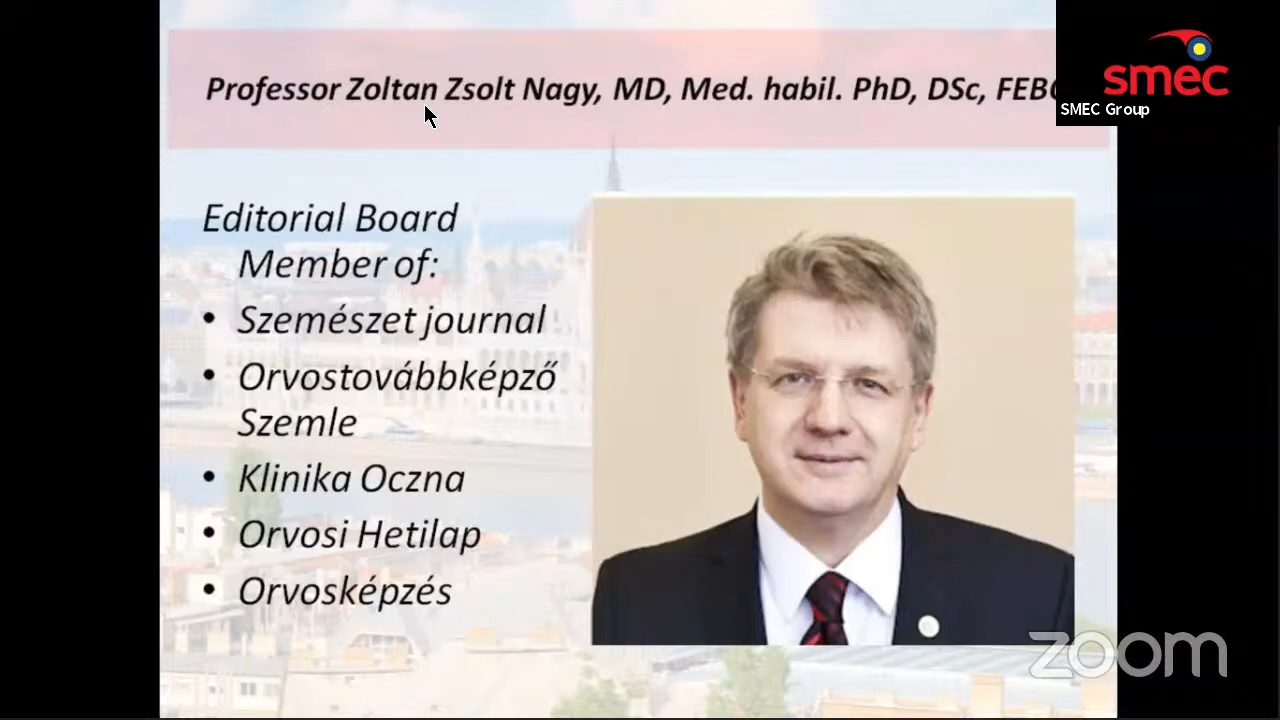 Professor Zoltan Zsolt Nagy, MD, Med. habil. PhD, DSc,
smec
SMEC Group
Editorial Board
Member of:
• Szemészet journal
• Orvostovábbképző
Szemle
• Klinika Oczna
• Orvosi Hetilap
• Orvosképzés
zoom